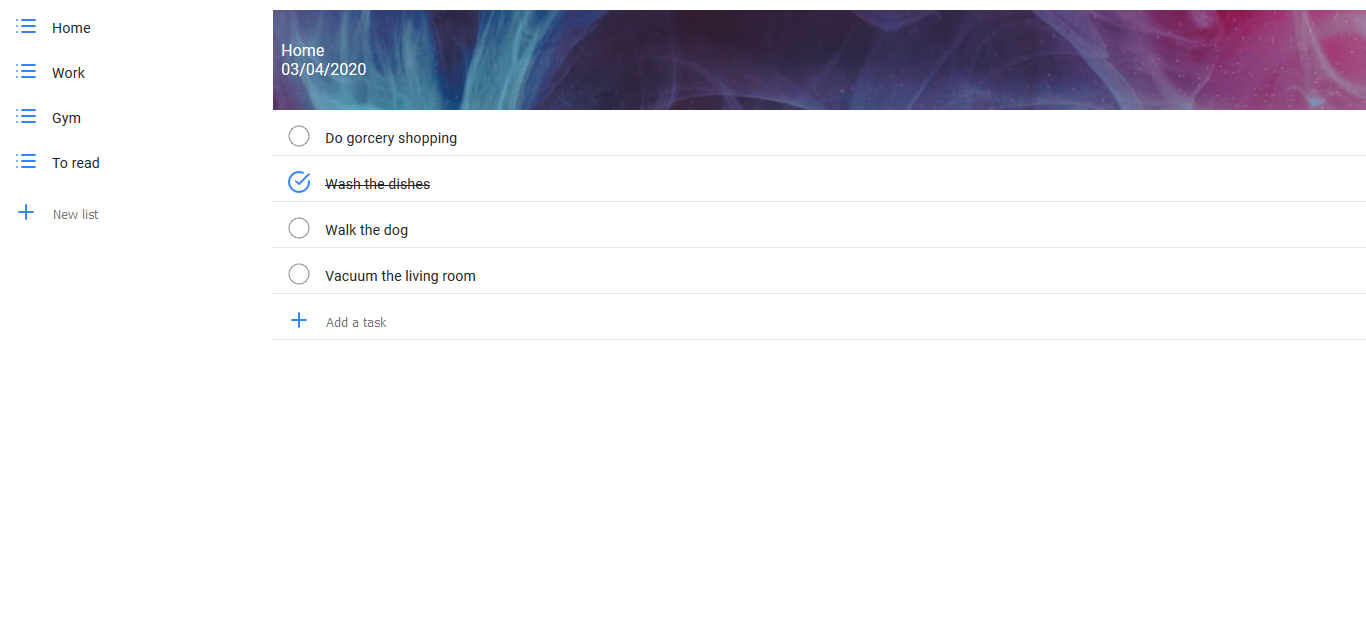 Home
Work
Gym
To read
New list
Home
03/04/2020
Do gorcery shopping
Wash the dishes
Walk the dog
Vacuum the living room
Add a task